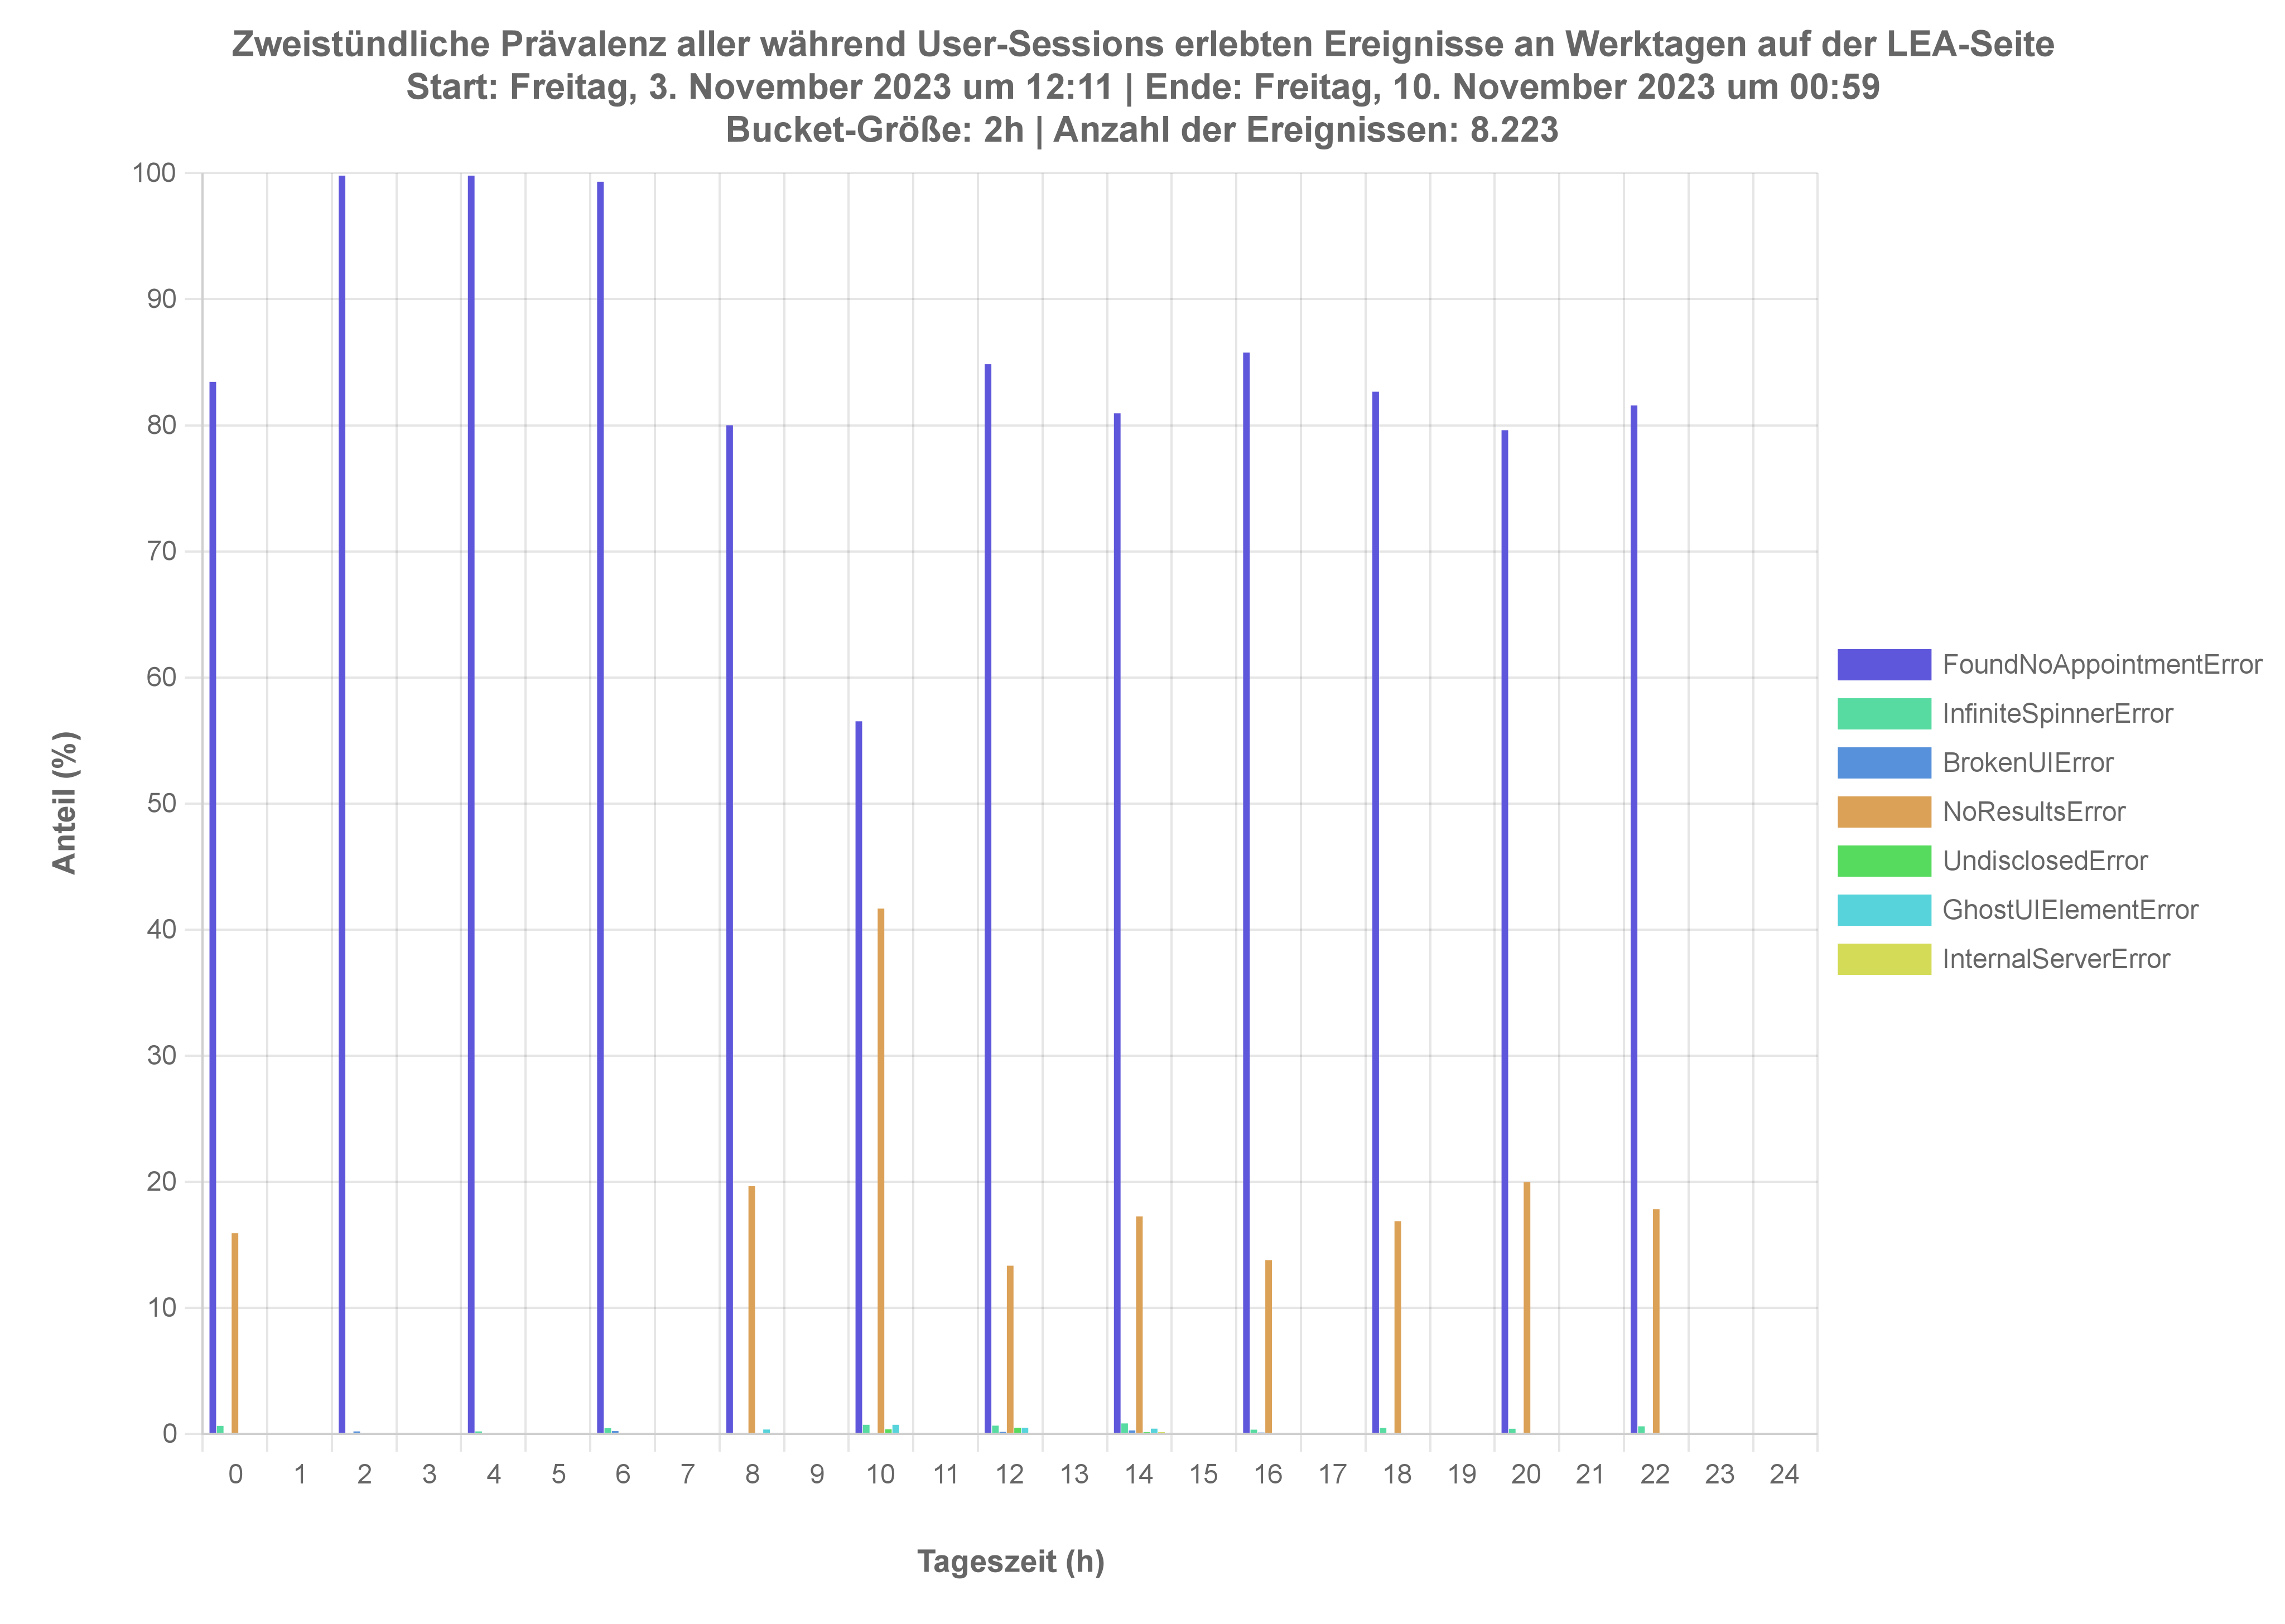 Zweistündliche Prävalenz aller während User-Sessions erlebten Ereignisse an Werktagen auf der LEA-Seite
Start: Freitag, 3. November 2023 um 12:11 | Ende: Freitag, 10. November 2023 um 00:59
Bucket-Größe: 2h | Anzahl der Ereignissen: 8.223
100
90
80
70
60
50
40
30
20
10
0
Anteil (%)
0 1 2 3 4 5 6 7 8 9 10 11 12 13 14 15 16 17 18 19 20 21 22 23 24
Tageszeit (h)
FoundNoAppointmentError
InfiniteSpinnerError
BrokenUIError
NoResultsError
UndisclosedError
GhostUIElementError
InternalServerError